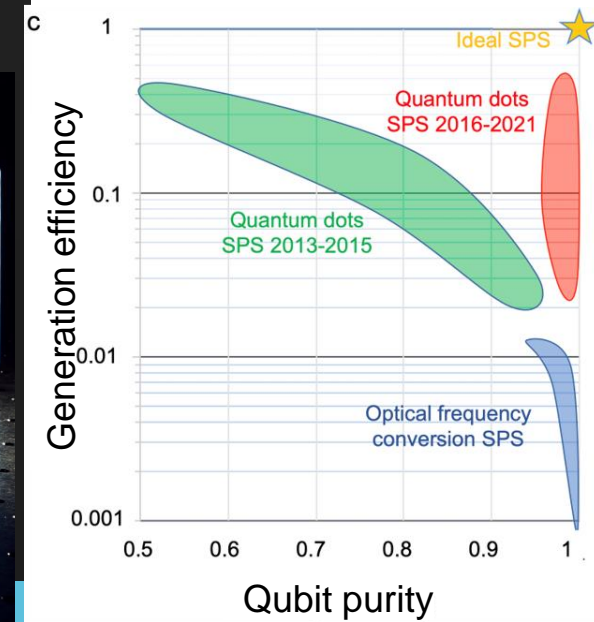 C
1
Ideal SPS
Quantum dots
SPS 2016-2021
0.1
Quantum dots
SPS 2013-2015
Generation efficiency
0.01
Optical frequency
conversion SPS
0.001
0.5 0.6 0.7 0.8 0.9 1
Qubit purity